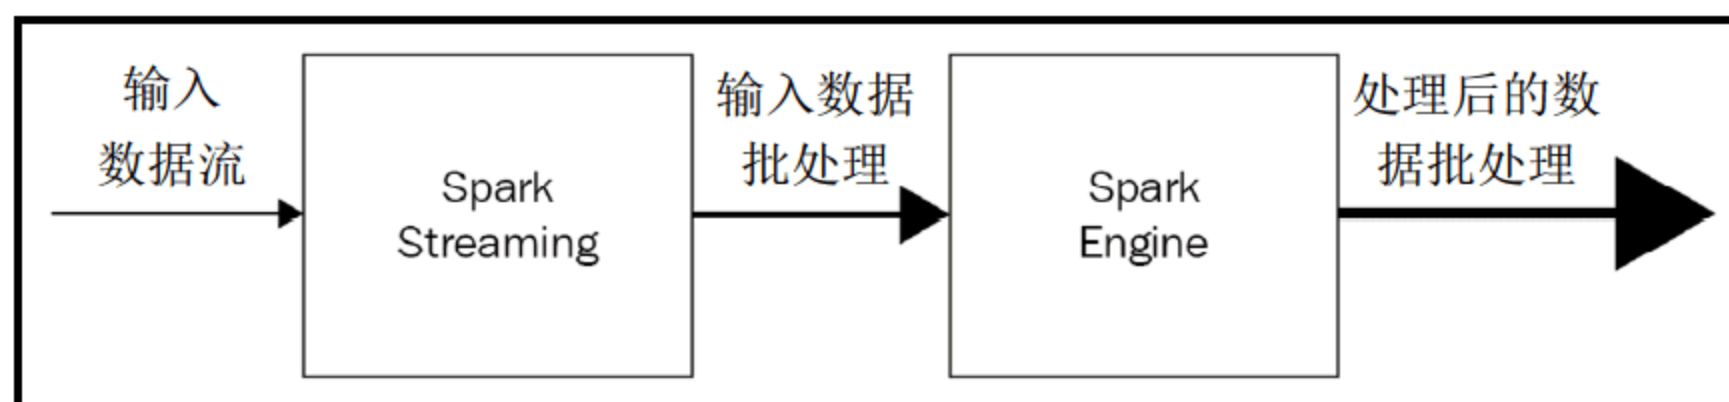 输入
数据流
Spark
Streaming
输入数据
批处理
Spark
Engine
处理后的数
据批处理